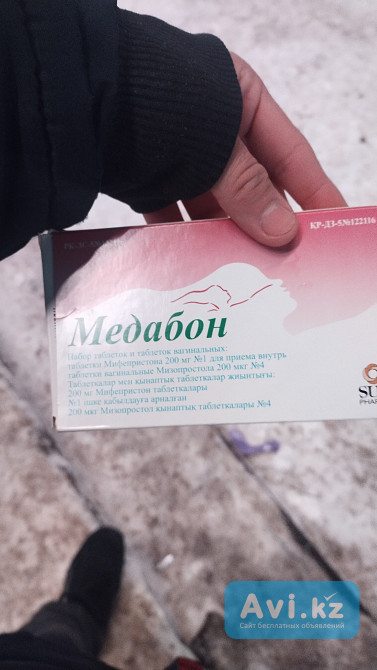 КР-ДЗ-5№122116
Медабон
Набор таблеток и таблеток вагинальных:
таблетки Мифепристона 200 мг №1 для приема внутрь
таблетки вагинальные Мизопростола 200 мкг №4
Таблеткалар мен қынаптық таблеткалар жиынтығы:
200 мг Мифепристон таблеткалары
№1 ішке қабылдауға арналған
200 мкг Мизопростол қынаптық таблеткалары №4
SU
PHAR
Avi.kz
Сайт бесплатных объявлений